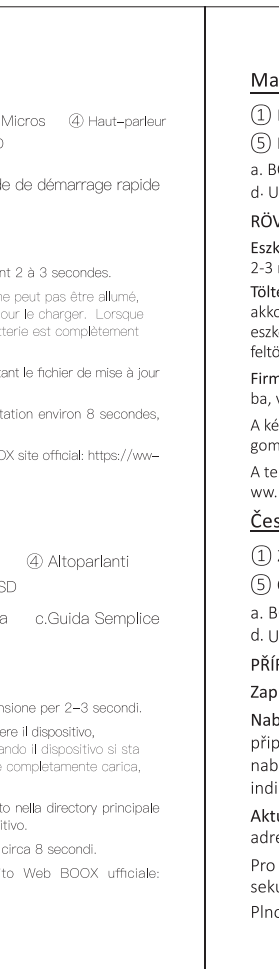 Micros ④ Haut–parleur
de de démarrage rapide
nt 2 à 3 secondes.
ne peut pas être allumé,
our le charger. Lorsque
tterie est complètement
tant le fichier de mise à jour
tation environ 8 secondes,
OX site official: https://ww–
④ Altoparlanti
SD
a c.Guida Semplice
nsione per 2–3 secondi.
ere il dispositivo,
ando il dispositivo si sta
e completamente carica,
to nella directory principale
itivo.
circa 8 secondi.
to Web BOOX ufficiale:
Ma
①
⑤
a. B
d. U
RÖV
Eszk
2-3
Tölt
akko
eszk
feltö
Firm
ba, v
A ké
gom
A te
ww.
Čes
①
⑤
a. B
d. U
PŘÍ
Zap
Nab
přip
nab
indi
Aktu
adre
Pro
seku
Plno